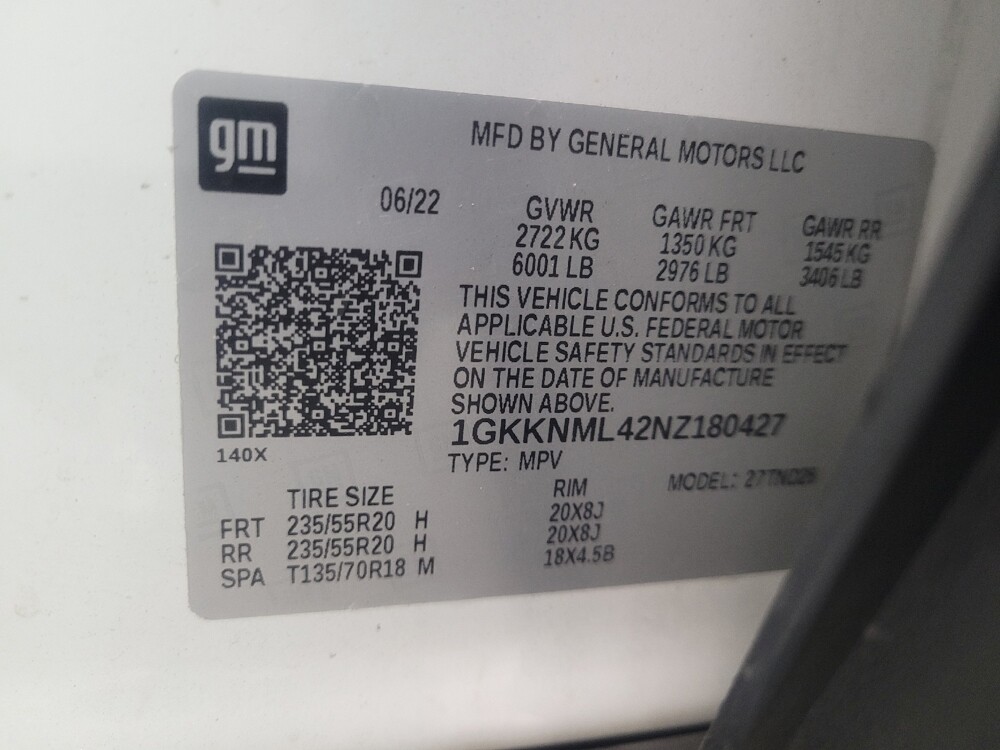 gm
MFD BY GENERAL MOTORS LLC
06/22
GVWR GAWR FRT GAWR RR
2722 KG 1350 KG 1545 KG
6001 LB 2976 LB 3406 LB
THIS VEHICLE CONFORMS TO ALL
APPLICABLE U.S. FEDERAL MOTOR
VEHICLE SAFETY STANDARDS IN EFFECT
ON THE DATE OF MANUFACTURE
SHOWN ABOVE.
1GKKNML42NZ180427
140X
TYPE: MPV MODEL:
TIRE SIZE RIM
FRT 235/55R20 H 20X8J
RR 235/55R20 H 20X8J
SPA T135/70R18 M 18X4.5B